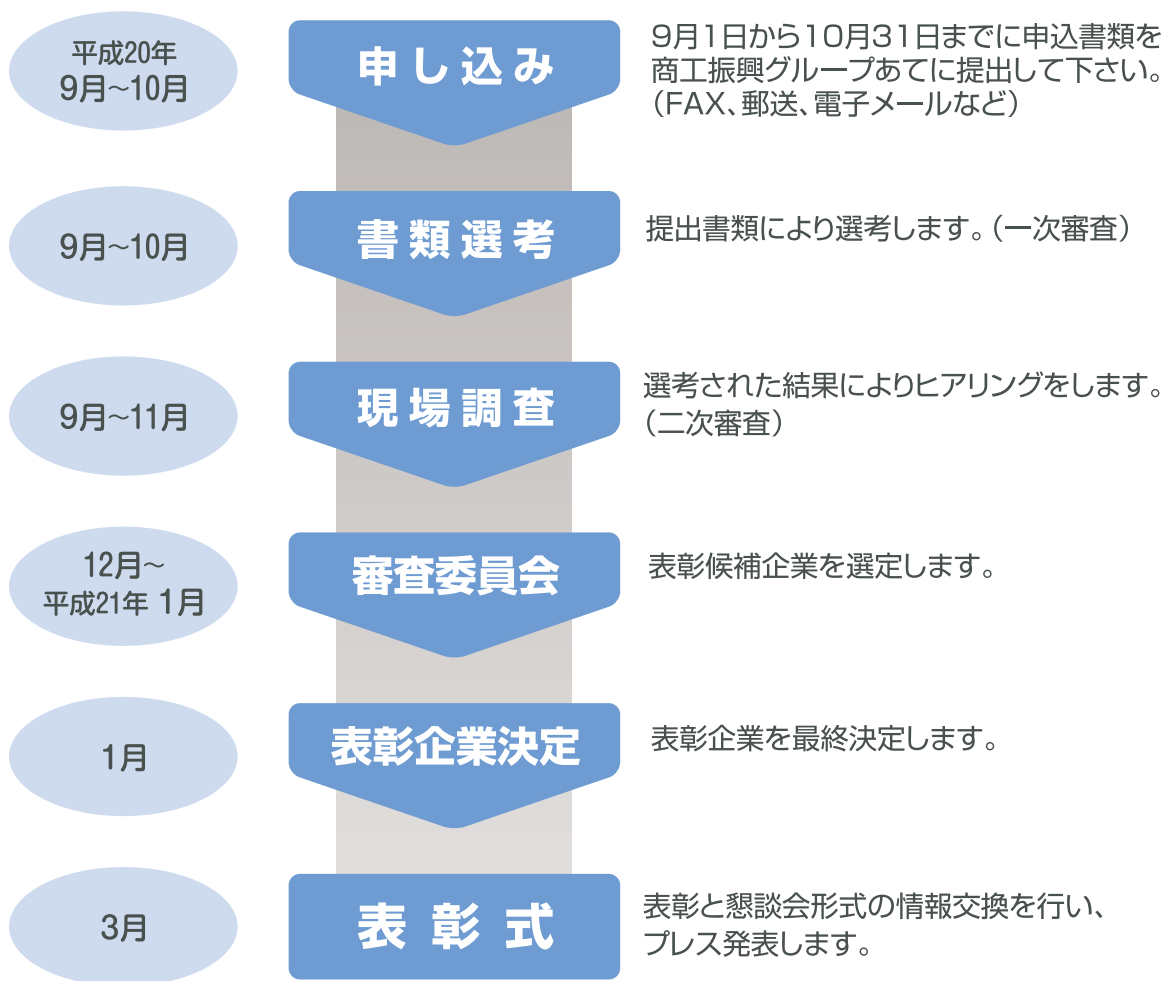 平成20年
9月～10月
申し込み
9月1日から10月31日までに申込書類を
商工振興グループあてに提出して下さい。
（FAX、郵送、電子メールなど）
9月～10月
書類選考
提出書類により選考します。（一次審査）
9月～11月
現場調査
選考された結果によりヒアリングをします。
（二次審査）
12月～
平成21年 1月
審査委員会
表彰候補企業を選定します。
1月
表彰企業決定
表彰企業を最終決定します。
3月
表彰式
表彰と懇談会形式の情報交換を行い、
プレス発表します。